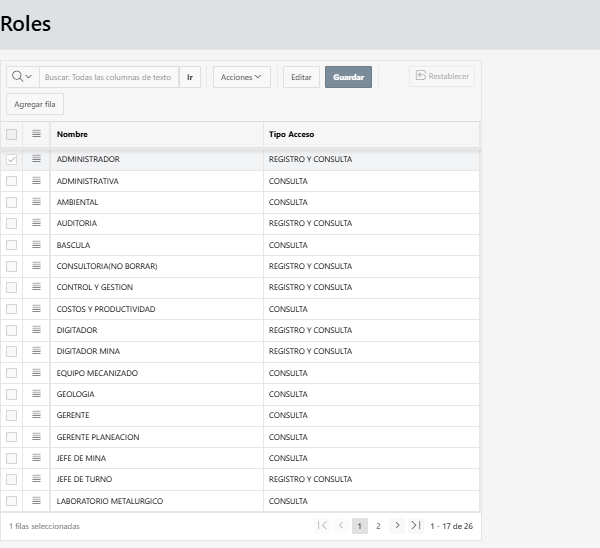 Roles
Buscar: Todas las columnas de texto Ir Acciones Editar Guardar Restablecer
Agregar fila
Nombre Tipo Acceso
ADMINISTRADOR REGISTRO Y CONSULTA
ADMINISTRATIVA CONSULTA
AMBIENTAL CONSULTA
AUDITORIA REGISTRO Y CONSULTA
BASCULA CONSULTA
CONSULTORIA(NO BORRAR) REGISTRO Y CONSULTA
CONTROL Y GESTION REGISTRO Y CONSULTA
COSTOS Y PRODUCTIVIDAD CONSULTA
DIGITADOR REGISTRO Y CONSULTA
DIGITADOR MINA REGISTRO Y CONSULTA
EQUIPO MECANIZADO CONSULTA
GEOLOGIA CONSULTA
GERENTE CONSULTA
GERENTE PLANEACION CONSULTA
JEFE DE MINA CONSULTA
JEFE DE TURNO REGISTRO Y CONSULTA
LABORATORIO METALURGICO CONSULTA
1 filas seleccionadas 1 2 1 - 17 de 26